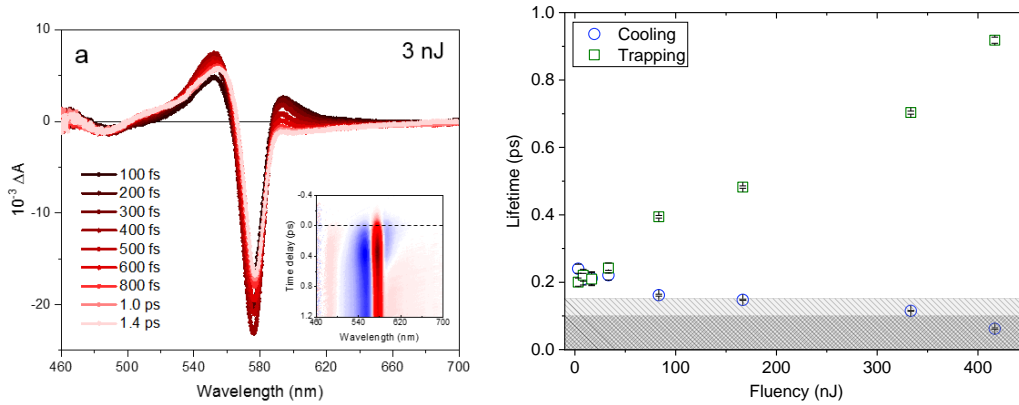 a
3 nJ
10
0
-10
-20
10⁻³ ΔA
100 fs
200 fs
300 fs
400 fs
500 fs
600 fs
800 fs
1.0 ps
1.4 ps
-0.4
0.0
0.4
0.8
1.2
Time delay (ps)
460 540 620 700
Wavelength (nm)
460 500 540 580 620 660 700
Wavelength (nm)
1.0
0.8
0.6
0.4
0.2
0.0
Lifetime (ps)
Cooling
Trapping
0 100 200 300 400
Fluency (nJ)